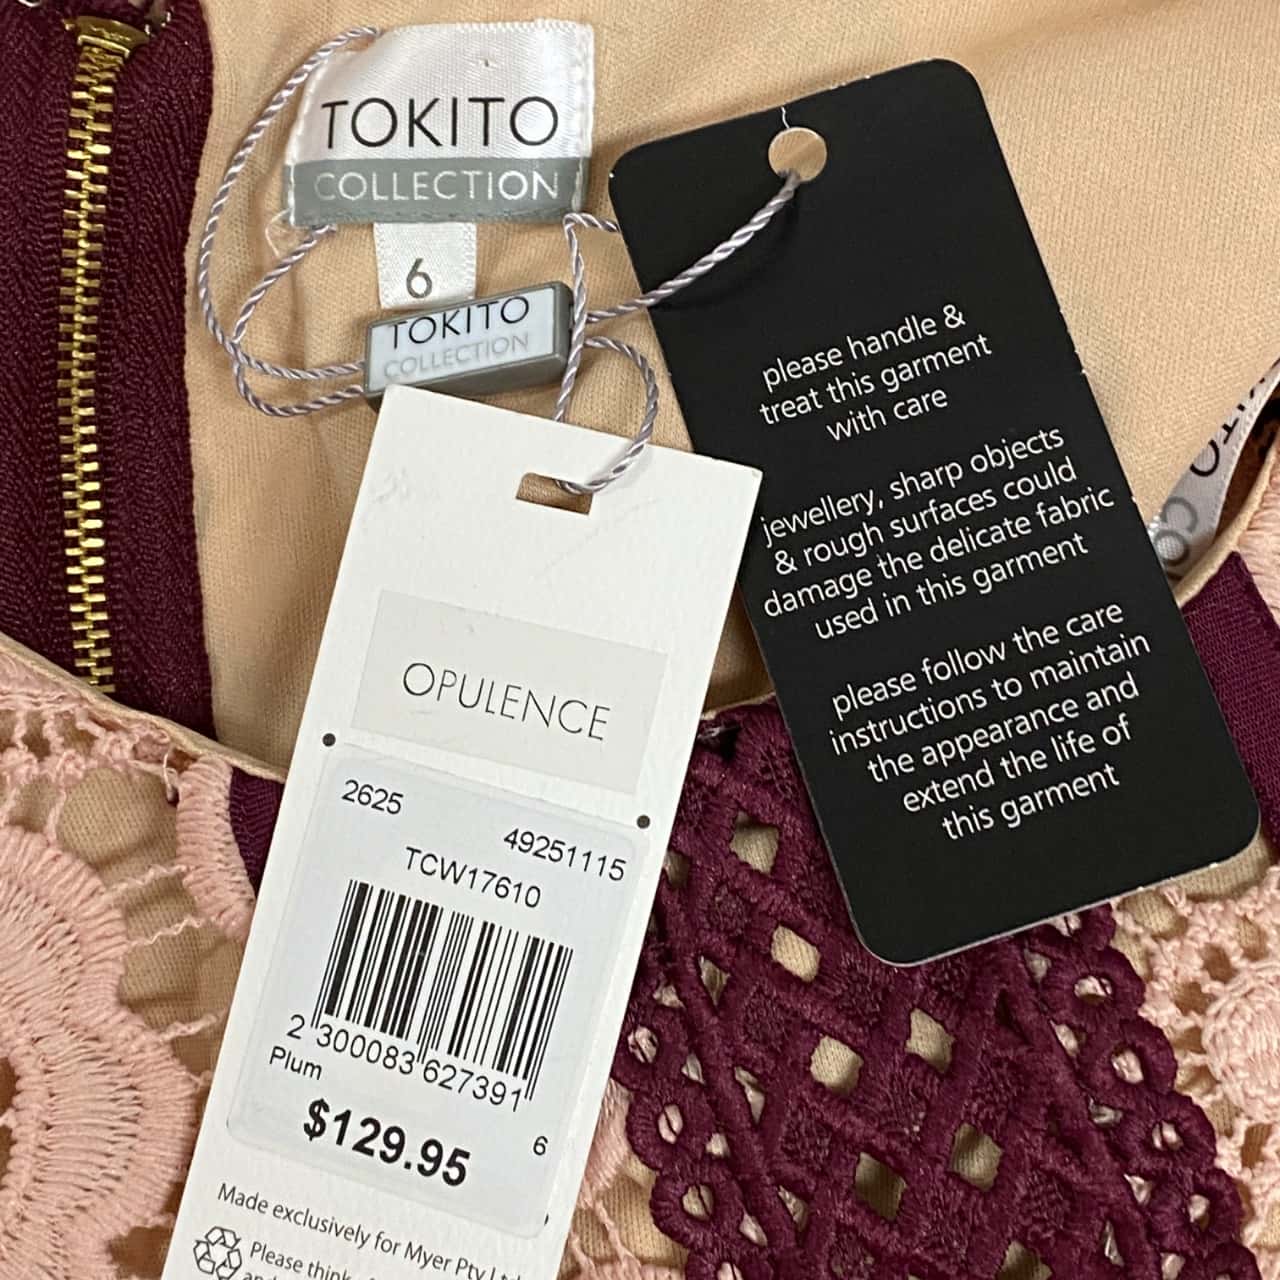 TOKITO
COLLECTION
6
TOKITO
COLLECTION
please handle &
treat this garment
with care
jewellery, sharp objects
& rough surfaces could
damage the delicate fabric
used in this garment
please follow the care
instructions to maintain
the appearance and
extend the life of
this garment
OPULENCE
2625
49251115
TCW17610
2 300083 627391
Plum
6
$129.95
Made exclusively for Myer Pty
Please think